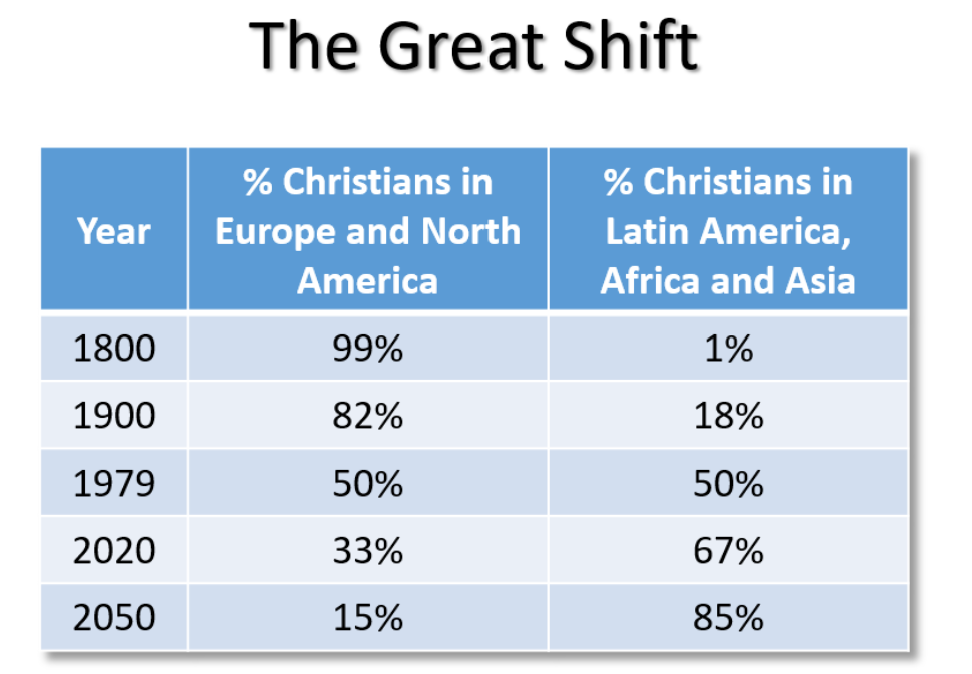 The Great Shift
Year
% Christians in
Europe and North
America
% Christians in
Latin America,
Africa and Asia
1800 99% 1%
1900 82% 18%
1979 50% 50%
2020 33% 67%
2050 15% 85%